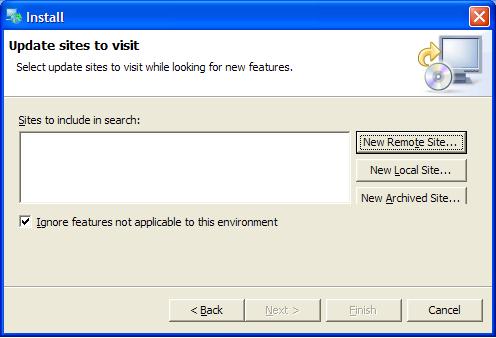 Install
Update sites to visit
Select update sites to visit while looking for new features.
Sites to include in search:
New Remote Site...
New Local Site...
New Archived Site...
Ignore features not applicable to this environment
< Back
Next >
Finish
Cancel